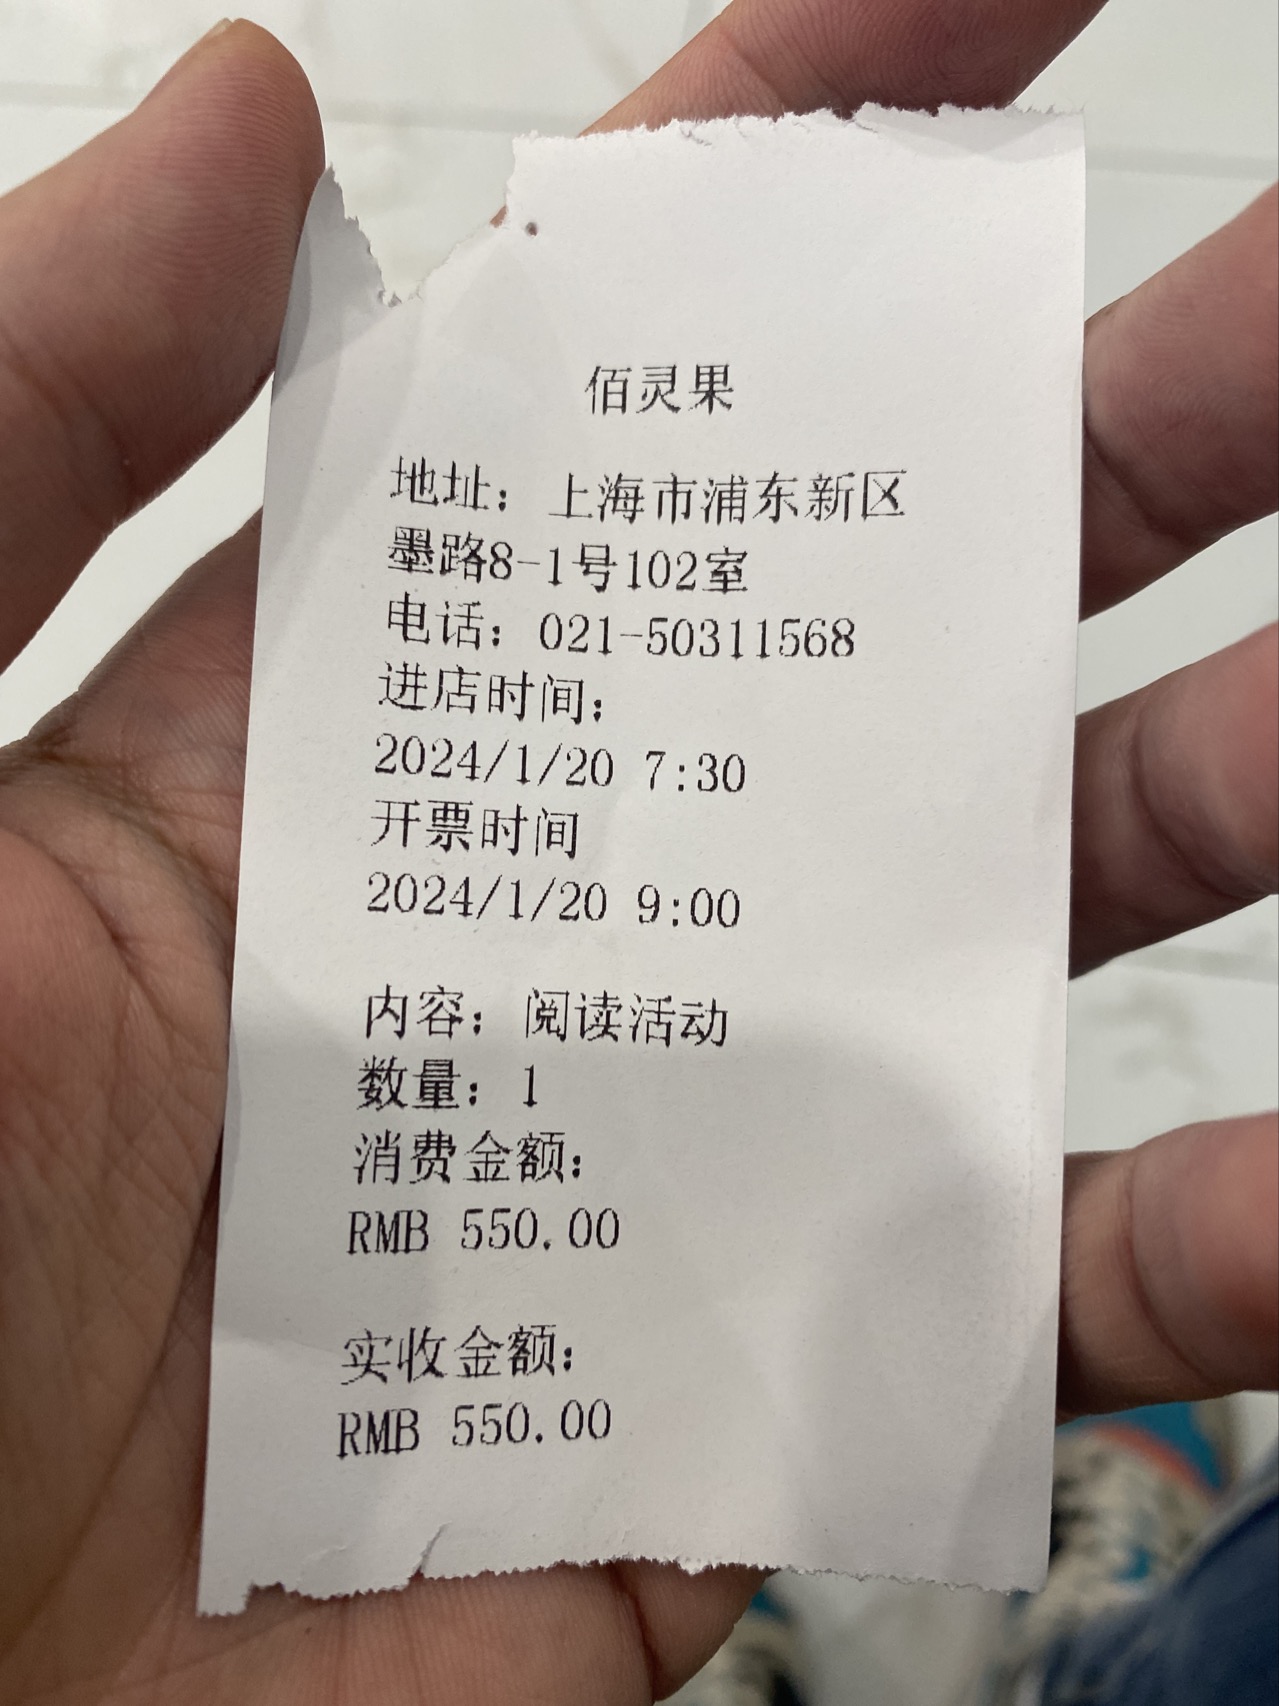 佰灵果
地址：上海市浦东新区
墨路8-1号102室
电话：021-50311568
进店时间：
2024/1/20 7:30
开票时间
2024/1/20 9:00
内容：阅读活动
数量：1
消费金额：
RMB 550.00
实收金额：
RMB 550.00